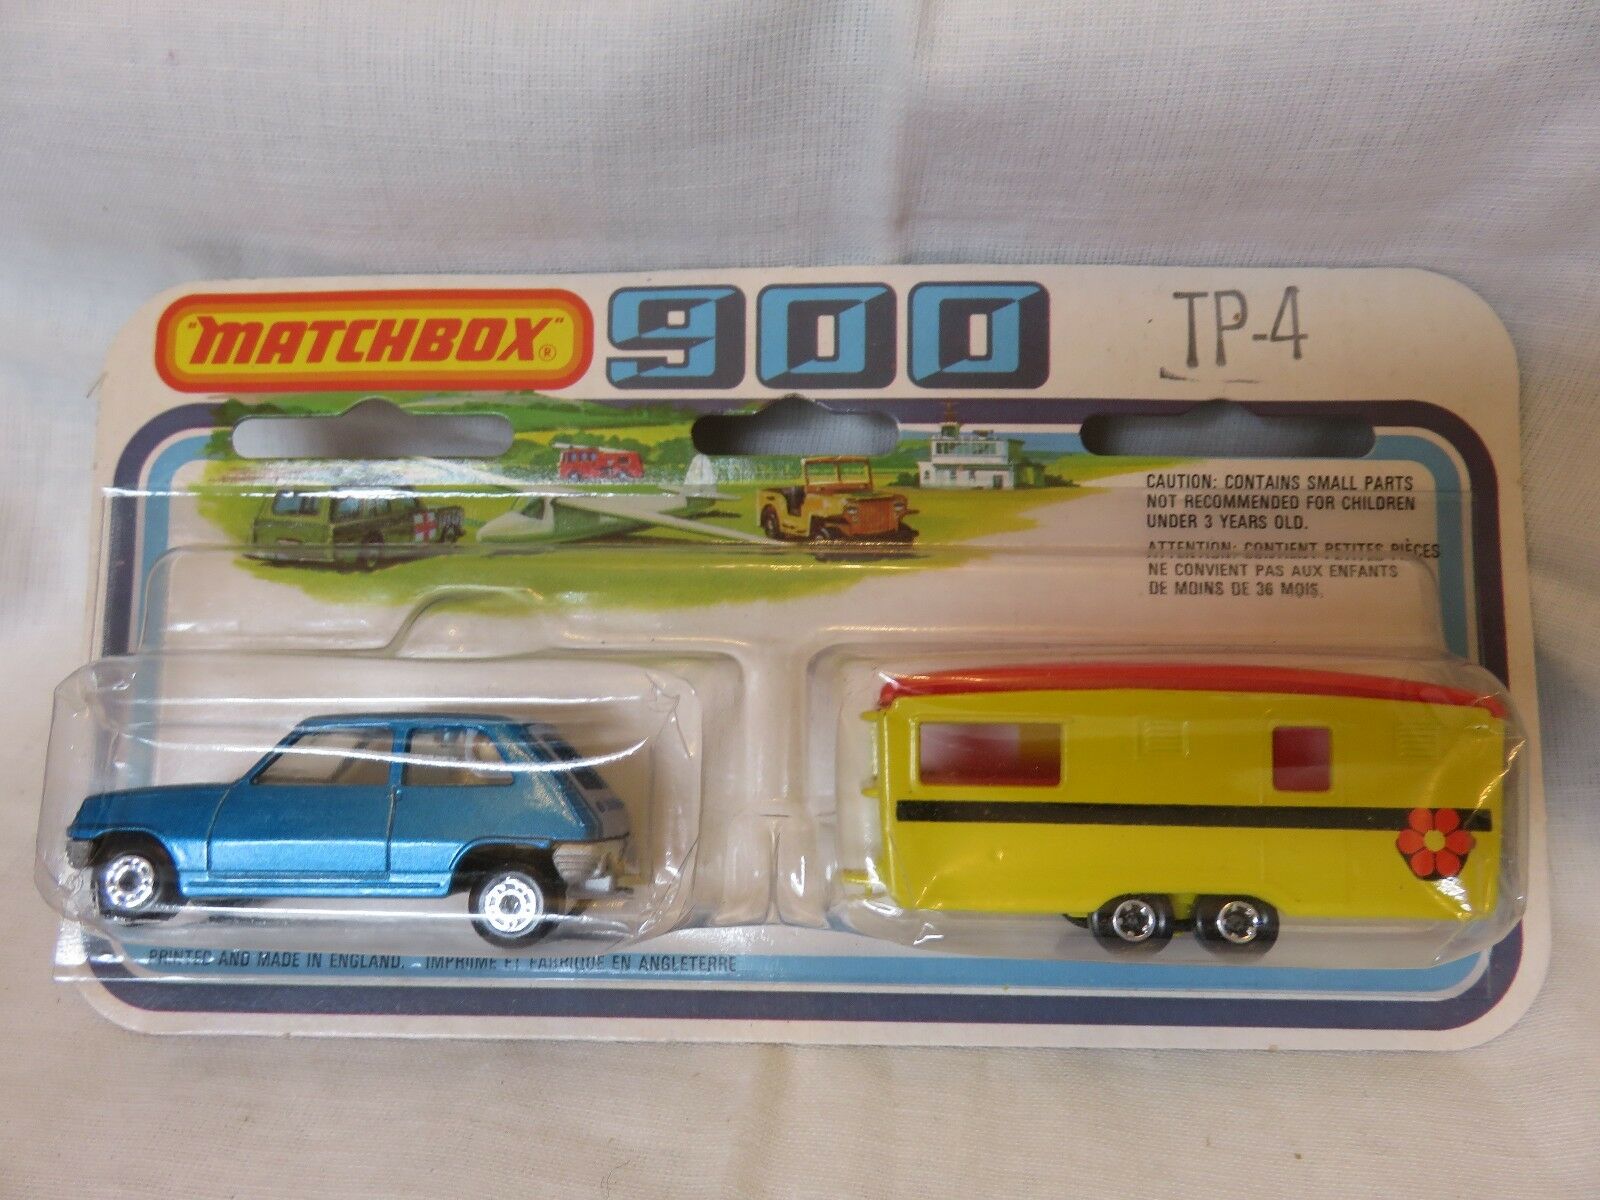 "MATCHBOX"®
900
TP-4
CAUTION: CONTAINS SMALL PARTS
NOT RECOMMENDED FOR CHILDREN
UNDER 3 YEARS OLD.
ATTENTION: CONTIENT PETITES PIÈCES
NE CONVIENT PAS AUX ENFANTS
DE MOINS DE 36 MOIS.
PRINTED AND MADE IN ENGLAND. - IMPRIMÉ ET FABRIQUÉ EN ANGLETERRE